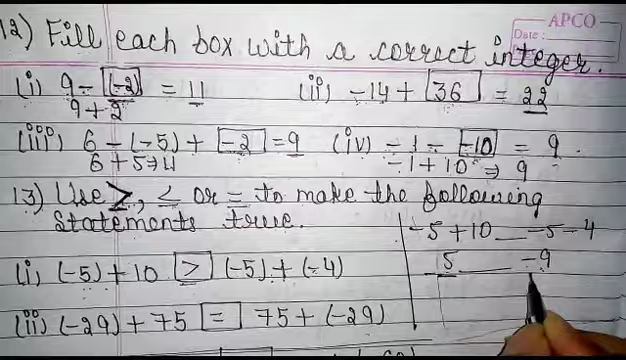 APCO
Date :
12) Fill each box with a correct integer.
(i) 9 - (-2) = 11 (ii) -14 + 36 = 22
9 + 2
(iii) 6 - (-5) + -2 = 9 (iv) -1 - -10 = 9.
6 + 5 → 11 -1 + 10 ⇒ 9
13) Use >, < or = to make the following
statements true.
-5 + 10 __ -5 - 4
(i) (-5) + 10 > (-5) + (-4)
5 __ -9
(ii) (-29) + 75 = 75 + (-29)